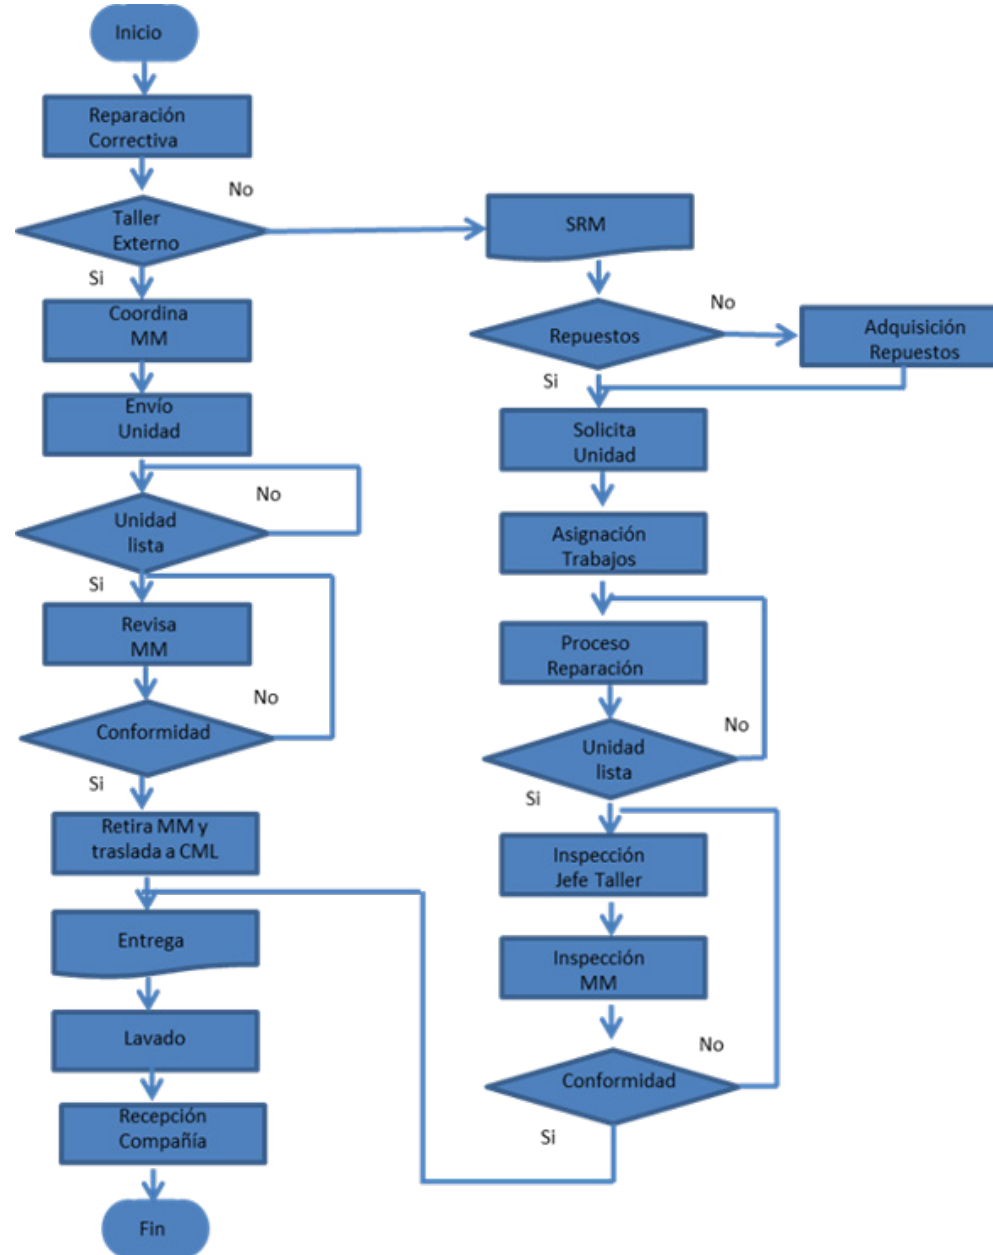 Inicio
Reparación
Correctiva
No
Taller
Externo
Si
Coordina
MM
Envío
Unidad
No
Unidad
lista
Si
Revisa
MM
No
Conformidad
Si
Retira MM y
traslada a CML
Entrega
Lavado
Recepción
Compañía
Fin
SRM
No
Repuestos
Adquisición
Repuestos
Si
Solicita
Unidad
Asignación
Trabajos
Proceso
Reparación
No
Unidad
lista
Si
Inspección
Jefe Taller
Inspección
MM
No
Conformidad
Si